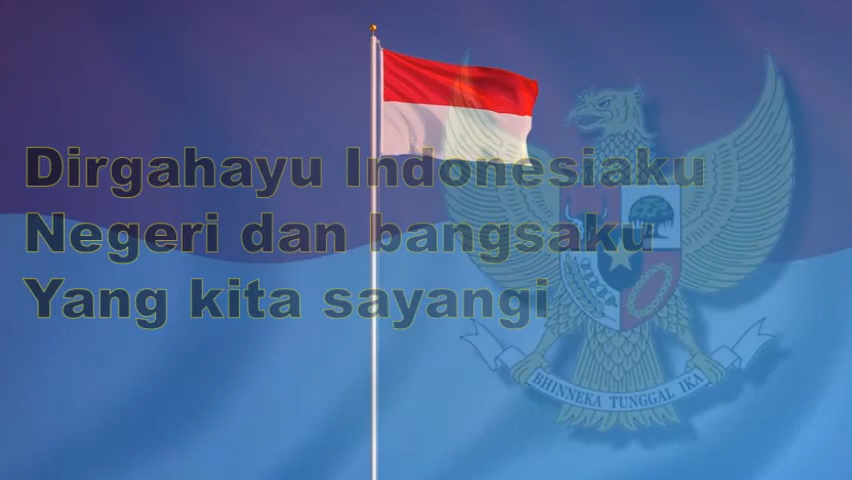 Dirgahayu Indonesiaku
Negeri dan bangsaku
Yang kita sayangi
BHINNEKA TUNGGAL IKA